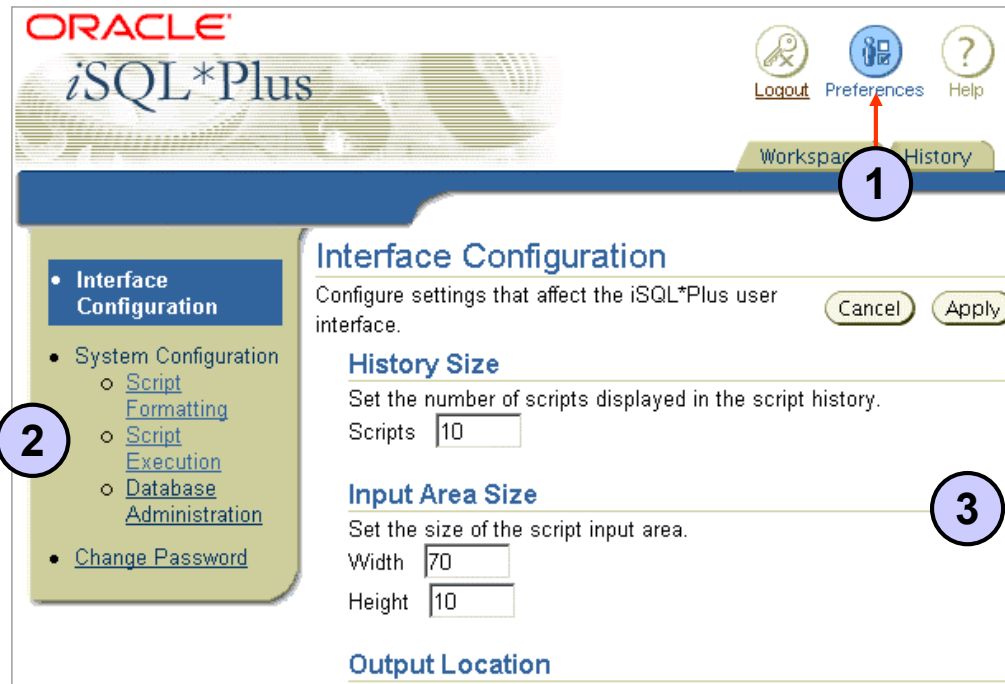 ORACLE
iSQL*Plus
Logout Preferences Help
History
1
Interface Configuration
Configure settings that affect the iSQL*Plus user
interface.
Cancel Apply
• Interface
Configuration
• System Configuration
o Script
Formatting
o Script
Execution
o Database
Administration
• Change Password
2
History Size
Set the number of scripts displayed in the script history.
Scripts 10
Input Area Size
3
Set the size of the script input area.
Width 70
Height 10
Output Location